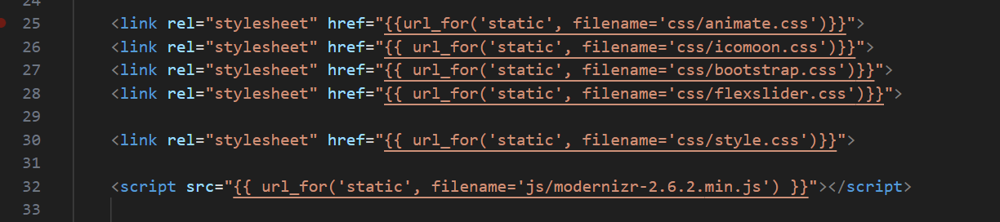 24
25 <link rel="stylesheet" href="{{url_for('static', filename='css/animate.css')}}">
26 <link rel="stylesheet" href="{{ url_for('static', filename='css/icomoon.css')}}">
27 <link rel="stylesheet" href="{{ url_for('static', filename='css/bootstrap.css')}}">
28 <link rel="stylesheet" href="{{ url_for('static', filename='css/flexslider.css')}}">
29
30 <link rel="stylesheet" href="{{ url_for('static', filename='css/style.css')}}">
31
32 <script src="{{ url_for('static', filename='js/modernizr-2.6.2.min.js') }}"></script>
33